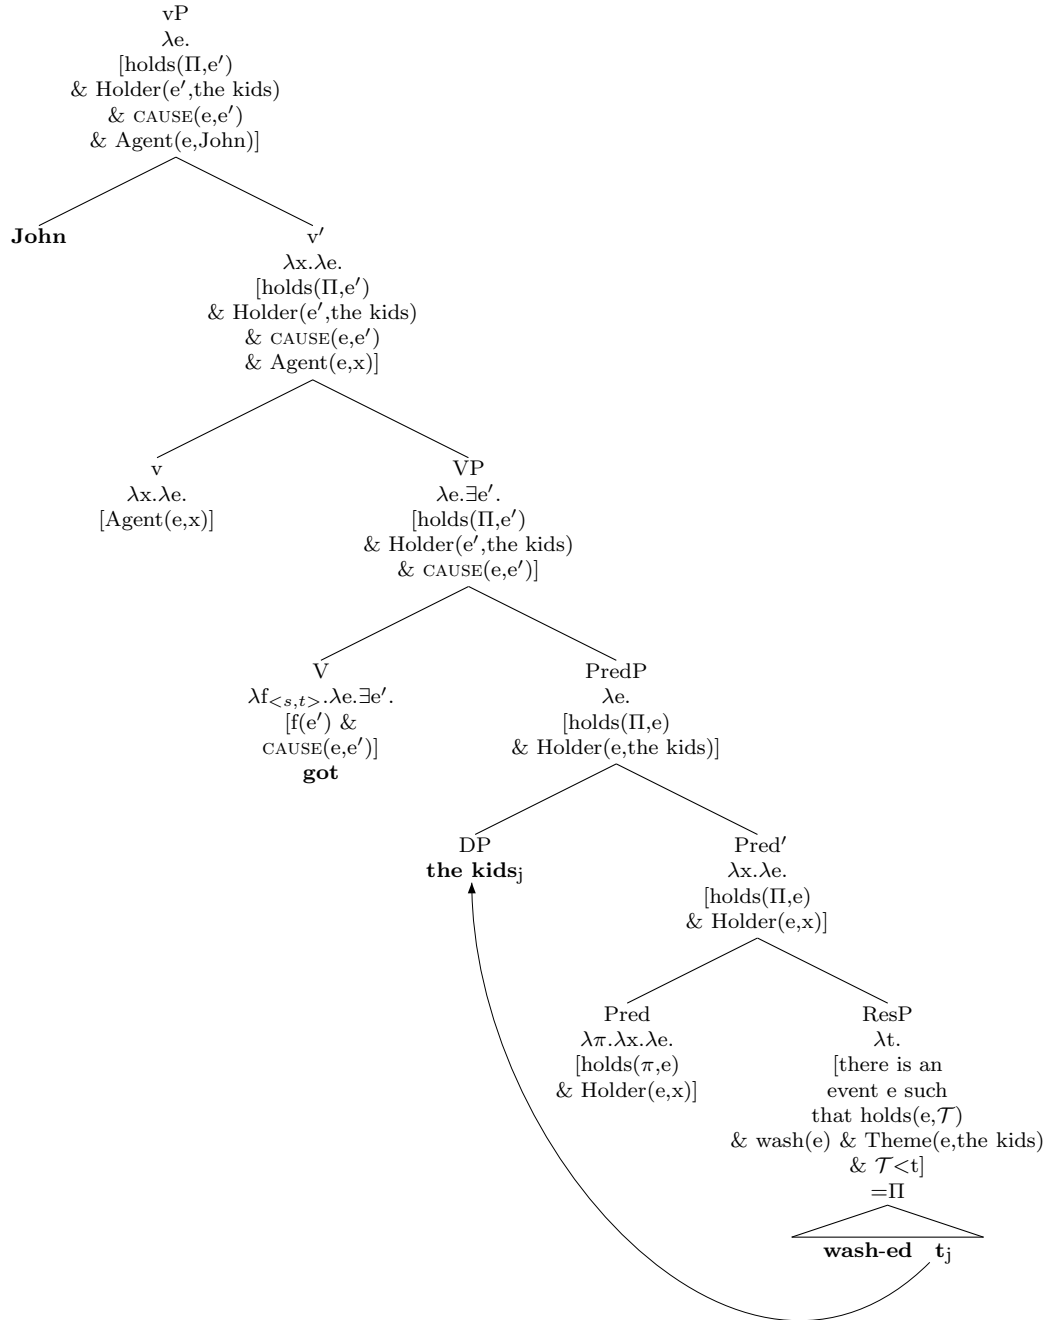 vP
λe.
[holds(Π,e′)
& Holder(e′,the kids)
& CAUSE(e,e′)
& Agent(e,John)]
John
v′
λx.λe.
[holds(Π,e′)
& Holder(e′,the kids)
& CAUSE(e,e′)
& Agent(e,x)]
v
λx.λe.
[Agent(e,x)]
VP
λe.∃e′.
[holds(Π,e′)
& Holder(e′,the kids)
& CAUSE(e,e′)]
V
λf<s,t>.λe.∃e′.
[f(e′) &
CAUSE(e,e′)]
got
PredP
λe.
[holds(Π,e)
& Holder(e,the kids)]
DP
the kidsj
Pred′
λx.λe.
[holds(Π,e)
& Holder(e,x)]
Pred
λπ.λx.λe.
[holds(π,e)
& Holder(e,x)]
ResP
λt.
[there is an
event e such
that holds(e,𝒯)
& wash(e) & Theme(e,the kids)
& 𝒯<t]
=Π
wash-ed tj